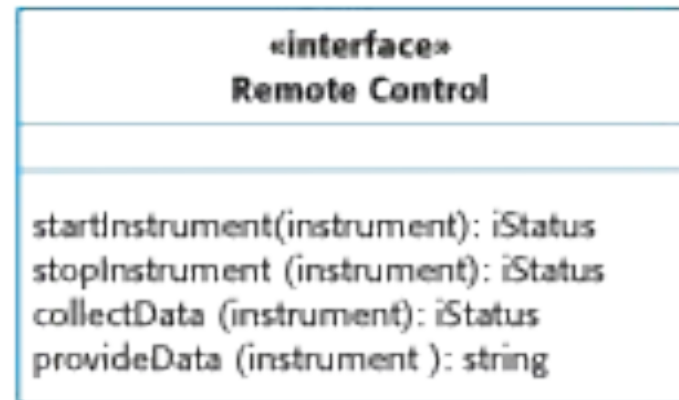 «interface»
Remote Control
startInstrument(instrument): iStatus
stopInstrument (instrument): iStatus
collectData (instrument): iStatus
provideData (instrument ): string